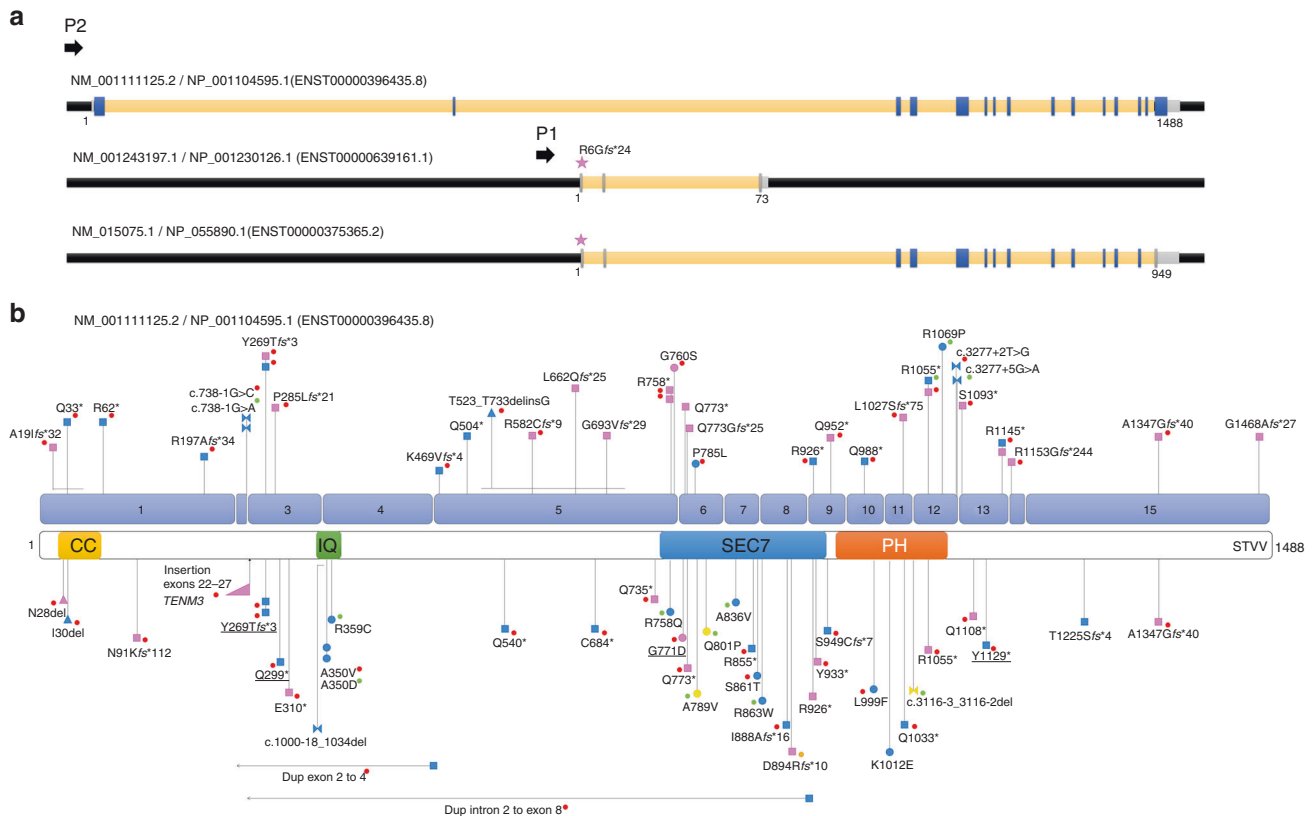 a
P2
NM_001111125.2 / NP_001104595.1(ENST00000396435.8)
1
1488
P1
NM_001243197.1 / NP_001230126.1 (ENST00000639161.1)
R6Gfs*24
1
73
NM_015075.1 / NP_055890.1(ENST00000375365.2)
1
949
b
NM_001111125.2 / NP_001104595.1 (ENST00000396435.8)
Y269Tfs*3
c.738-1G>C
c.738-1G>A
P285Lfs*21
Q33*
R62*
A19Ifs*32
R197Afs*34
L662Qfs*25
T523_T733delinsG
Q504*
R582Cfs*9
G693Vfs*29
K469Vfs*4
G760S
R758*
Q773*
Q773Gfs*25
P785L
R926*
Q952*
Q988*
L1027Sfs*75
R1055*
R1069P
c.3277+2T>G
c.3277+5G>A
S1093*
R1145*
R1153Gfs*244
A1347Gfs*40
G1468Afs*27
1
3
4
5
6
7
8
9
10
11
12
13
15
1
CC
IQ
SEC7
PH
STVV
1488
Insertion
exons 22–27
TENM3
N28del
I30del
N91Kfs*112
Y269Tfs*3
Q299*
E310*
R359C
A350V
A350D
c.1000-18_1034del
Q540*
C684*
Q735*
R758Q
G771D
Q773*
A789V
Q801P
A836V
R855*
S861T
R863W
I888Afs*16
D894Rfs*10
S949Cfs*7
Y933*
R926*
L999F
K1012E
Q1033*
c.3116-3_3116-2del
R1055*
Q1108*
Y1129*
T1225Sfs*4
A1347Gfs*40
Dup exon 2 to 4
Dup intron 2 to exon 8